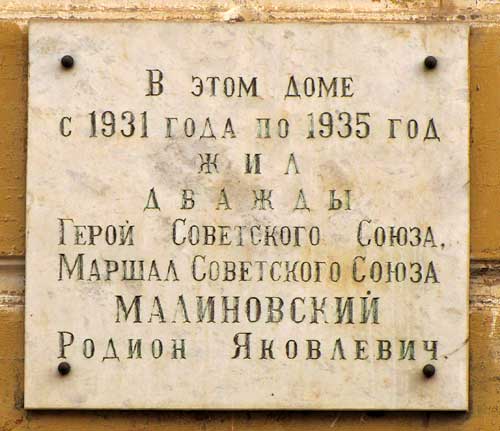 В этом доме
с 1931 года по 1935 год
жил
дважды
Герой Советского Союза,
Маршал Советского Союза
МАЛИНОВСКИЙ
Родион Яковлевич.